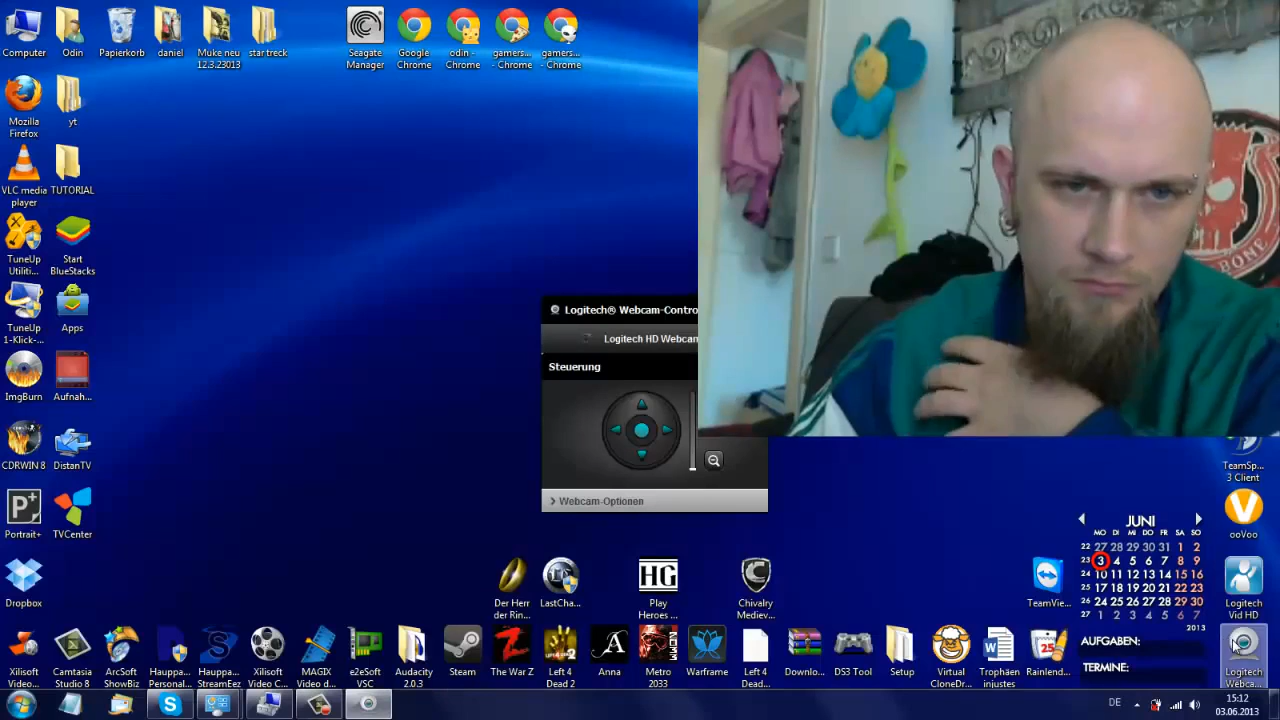 Computer
Odin
Papierkorb
daniel
Muke neu
12.3.23013
star treck
Seagate
Manager
Google
Chrome
odin -
Chrome
gamers...
- Chrome
gamers...
- Chrome
Mozilla
Firefox
yt
VLC media
player
TUTORIAL
TuneUp
Utiliti...
Start
BlueStacks
TuneUp
1-Klick-...
Apps
ImgBurn
Aufnah...
CDRWIN 8
DistanTV
P+
Portrait+
TVCenter
Dropbox
BONE
Logitech® Webcam-Contro
Logitech HD Webcam
Steuerung
Webcam-Optionen
TeamSp...
3 Client
ooVoo
Logitech
Vid HD
JUNI
MO DI MI DO FR SA SO
22 27 28 29 30 31 1 2
23 3 4 5 6 7 8 9
24 10 11 12 13 14 15 16
25 17 18 19 20 21 22 23
26 24 25 26 27 28 29 30
27 1 2 3 4 5 6 7
2013
AUFGABEN:
TERMINE:
Der Herr
der Rin...
LastCha...
HG
Play
Heroes ...
Chivalry
Mediev...
TeamVie...
Xilisoft
Video...
Camtasia
Studio 8
ArcSoft
ShowBiz
Hauppa...
Personal...
Hauppa...
StreamEez...
Xilisoft
Video C...
MAGIX
Video d...
e2eSoft
VSC
Audacity
2.0.3
Steam
The War Z
Left 4
Dead 2
A
Anna
Metro
2033
Warframe
Left 4
Dead...
Downlo...
DS3 Tool
Setup
Virtual
CloneDr...
Trophäen
injustes
25
Rainlend...
Logitech
Webca...
DE
15:12
03.06.2013